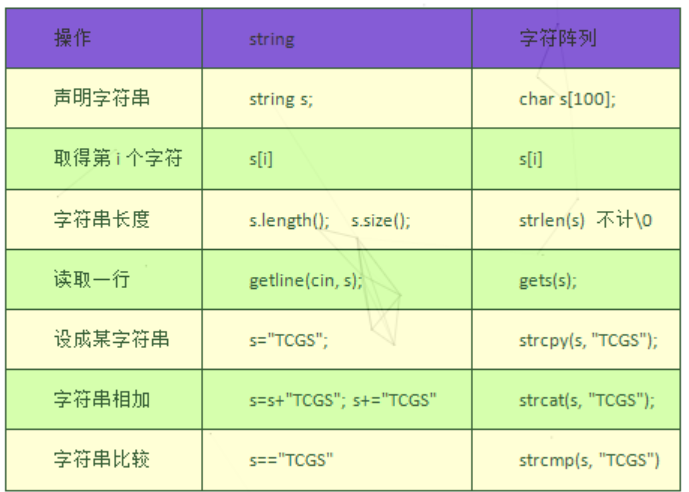 操作 string 字符阵列
声明字符串 string s; char s[100];
取得第i个字符 s[i] s[i]
字符串长度 s.length(); s.size(); strlen(s) 不计\0
读取一行 getline(cin, s); gets(s);
设成某字符串 s="TCGS"; strcpy(s, "TCGS");
字符串相加 s=s+"TCGS"; s+="TCGS" strcat(s, "TCGS");
字符串比较 s=="TCGS" strcmp(s, "TCGS")